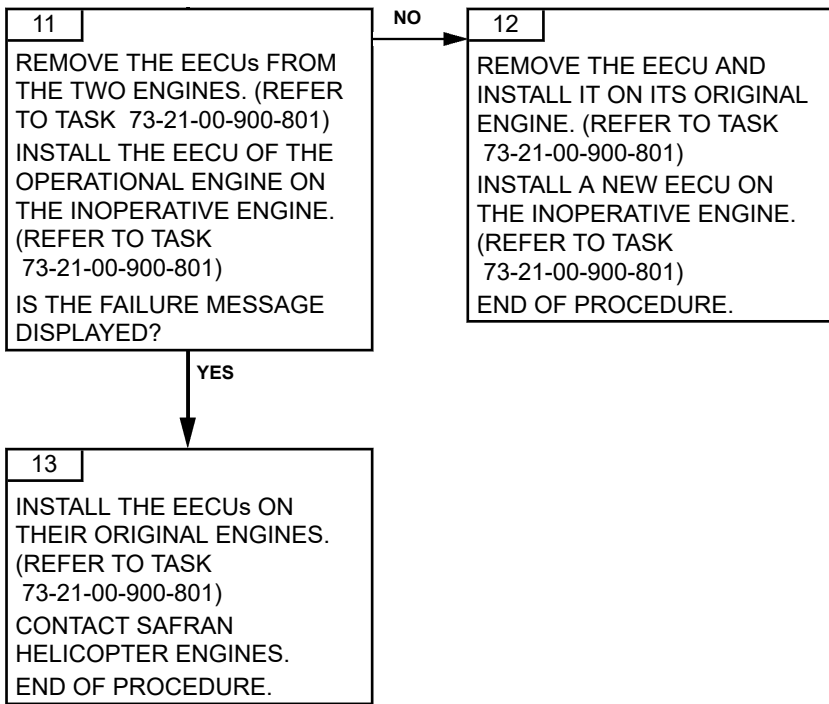 11
REMOVE THE EECUs FROM
THE TWO ENGINES. (REFER
TO TASK 73-21-00-900-801)
INSTALL THE EECU OF THE
OPERATIONAL ENGINE ON
THE INOPERATIVE ENGINE.
(REFER TO TASK
73-21-00-900-801)
IS THE FAILURE MESSAGE
DISPLAYED?
NO
12
REMOVE THE EECU AND
INSTALL IT ON ITS ORIGINAL
ENGINE. (REFER TO TASK
73-21-00-900-801)
INSTALL A NEW EECU ON
THE INOPERATIVE ENGINE.
(REFER TO TASK
73-21-00-900-801)
END OF PROCEDURE.
YES
13
INSTALL THE EECUs ON
THEIR ORIGINAL ENGINES.
(REFER TO TASK
73-21-00-900-801)
CONTACT SAFRAN
HELICOPTER ENGINES.
END OF PROCEDURE.